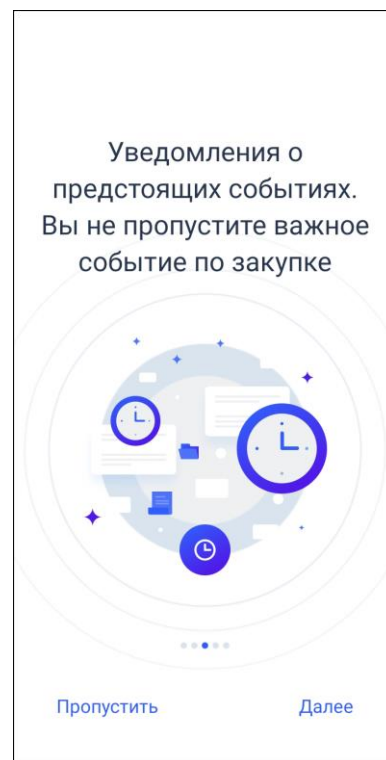 Уведомления о
предстоящих событиях.
Вы не пропустите важное
событие по закупке
Пропустить
Далее